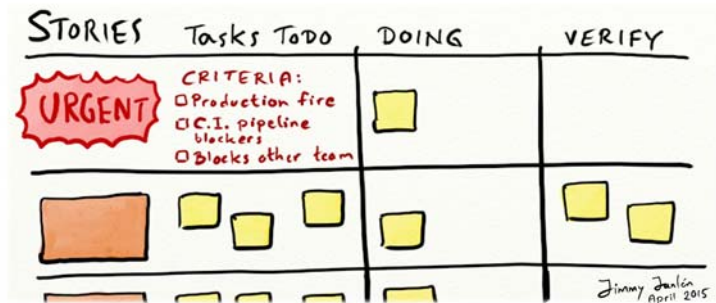 STORIES
Tasks TODO
DOING
VERIFY
URGENT
CRITERIA:
Production fire
C.I. pipeline
blockers
Blocks other team
Jimmy Janlén
April 2015